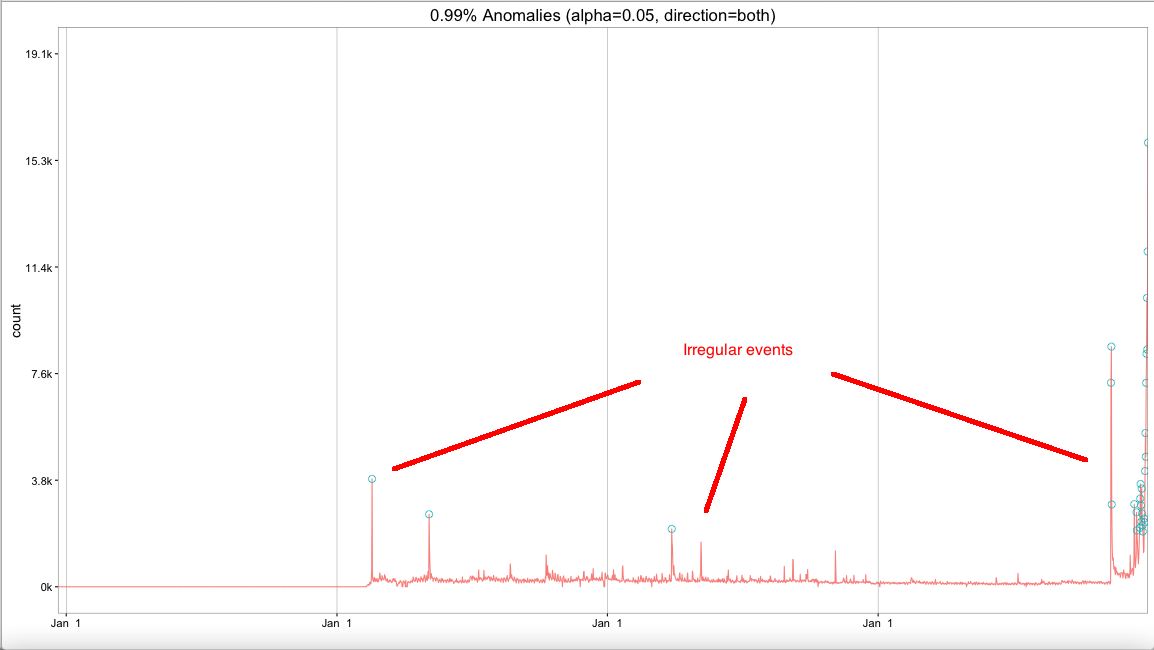 0.99% Anomalies (alpha=0.05, direction=both)
19.1k
15.3k
11.4k
count
Irregular events
7.6k
3.8k
0k
Jan 1
Jan 1
Jan 1
Jan 1